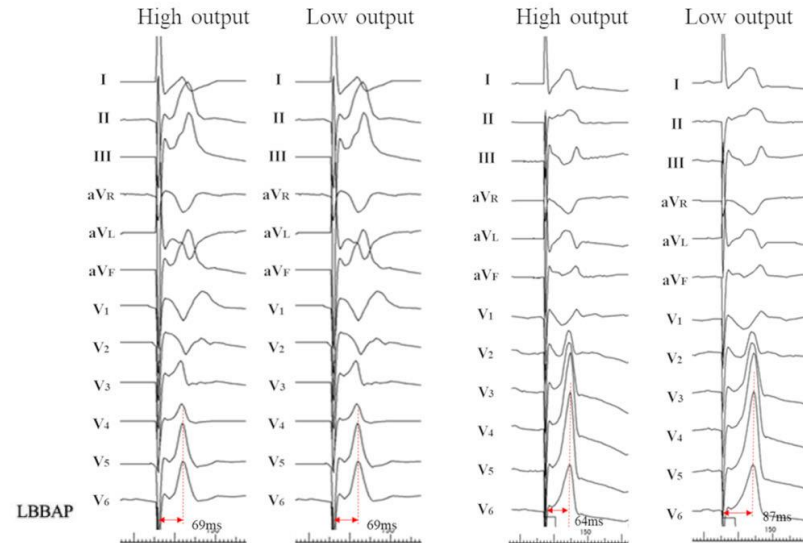 High output
Low output
High output
Low output
I
II
III
aVR
aVL
aVF
V1
V2
V3
V4
V5
V6
I
II
III
aVR
aVL
aVF
V1
V2
V3
V4
V5
V6
I
II
III
aVR
aVL
aVF
V1
V2
V3
V4
V5
V6
I
II
III
aVR
aVL
aVF
V1
V2
V3
V4
V5
V6
LBBAP
69ms
69ms
64ms
87ms
150
150